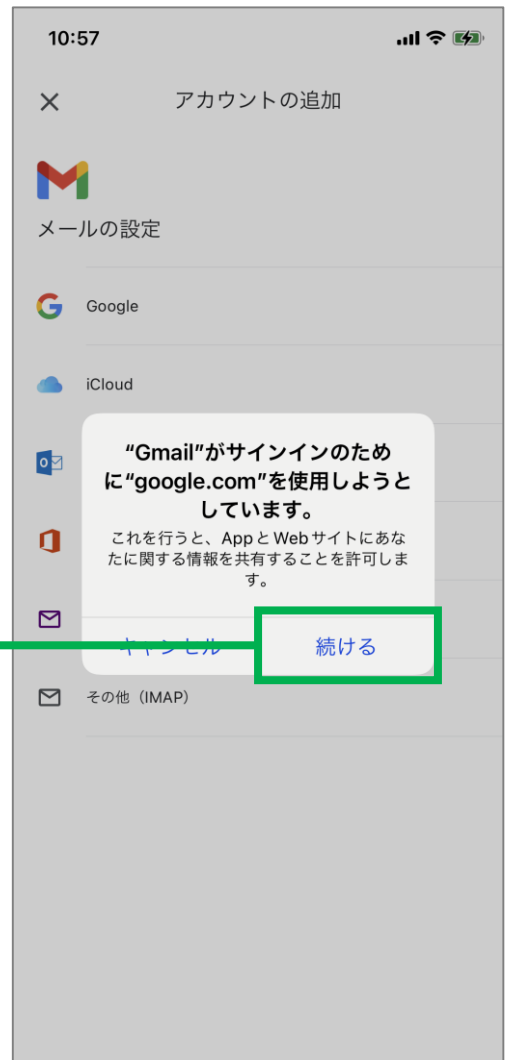 10:57
アカウントの追加
メールの設定
Google
iCloud
“Gmail”がサインインのため
に“google.com”を使用しようと
しています。
これを行うと、AppとWebサイトにあな
たに関する情報を共有することを許可しま
す。
キャンセル
続ける
その他（IMAP）